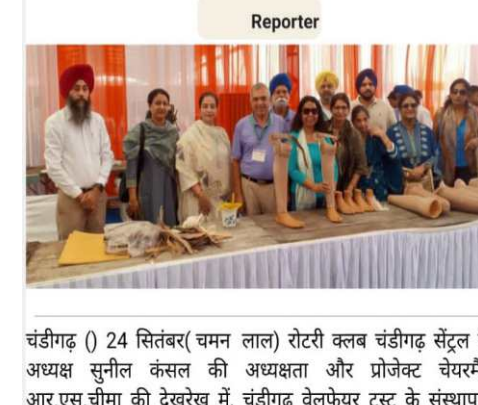 Reporter
चंडीगढ़ () 24 सितंबर( चमन लाल) रोटरी क्लब चंडीगढ़ सेंट्रल
अध्यक्ष सुनील कंसल की अध्यक्षता और प्रोजेक्ट
आर.एस.चीमा की देखरेख में, चंडीगढ़ वेलफेयर ट्रस्ट के